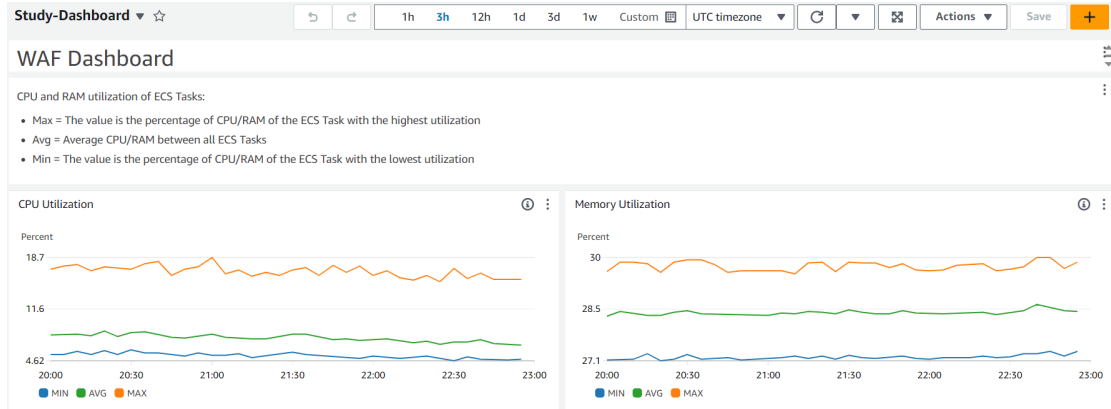 Study-Dashboard
1h 3h 12h 1d 3d 1w Custom UTC timezone Actions Save +
WAF Dashboard
CPU and RAM utilization of ECS Tasks:
• Max = The value is the percentage of CPU/RAM of the ECS Task with the highest utilization
• Avg = Average CPU/RAM between all ECS Tasks
• Min = The value is the percentage of CPU/RAM of the ECS Task with the lowest utilization
CPU Utilization
Percent
18.7
11.6
4.62
20:00 20:30 21:00 21:30 22:00 22:30 23:00
MIN AVG MAX
Memory Utilization
Percent
30
28.5
27.1
20:00 20:30 21:00 21:30 22:00 22:30 23:00
MIN AVG MAX